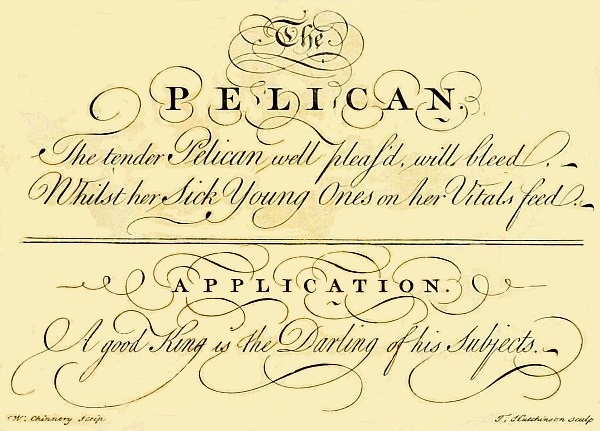 The
PELICAN.
The tender Pelican well pleas'd, will bleed.
Whilst her Sick Young Ones on her Vitals feed.
APPLICATION.
A good King is the Darling of his Subjects.
W. Chinnery Scrip T. Hutchinson sculp